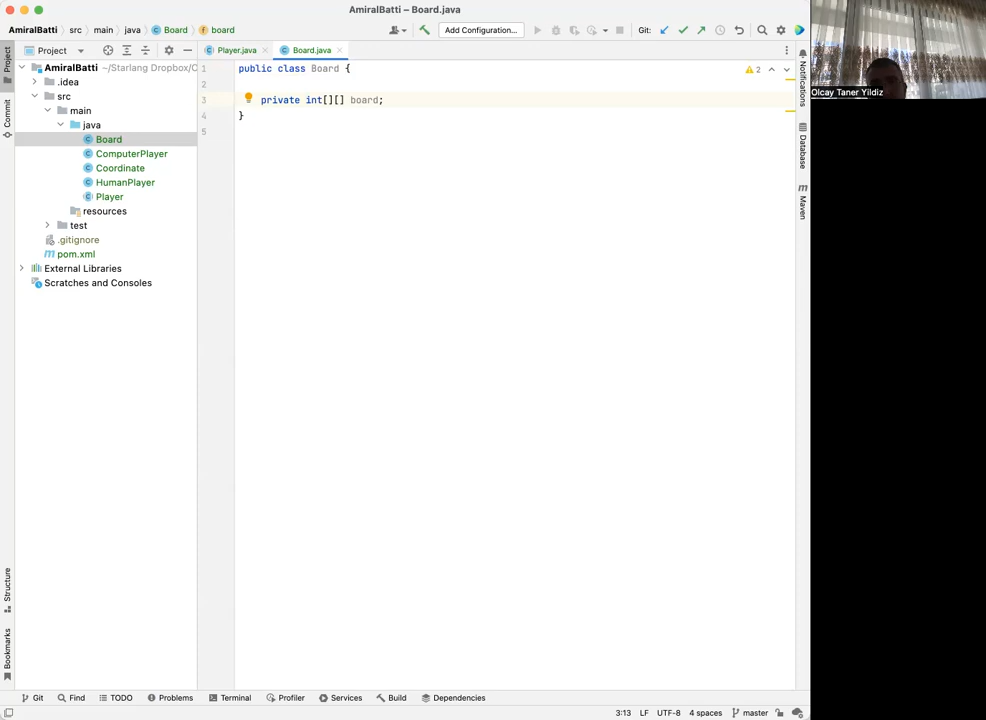 AmiralBatti – Board.java
AmiralBatti
src
main
java
Board
board
Add Configuration...
Git:
Project
Player.java
Board.java
AmiralBatti ~/Starlang Dropbox/C
.idea
src
main
java
Board
ComputerPlayer
Coordinate
HumanPlayer
Player
resources
test
.gitignore
pom.xml
External Libraries
Scratches and Consoles
1 public class Board {
2
3 private int[][] board;
4 }
5
2
Project
Commit
Structure
Bookmarks
Notifications
Database
Maven
Olcay Taner Yildiz
Git
Find
TODO
Problems
Terminal
Profiler
Services
Build
Dependencies
3:13 LF UTF-8 4 spaces master